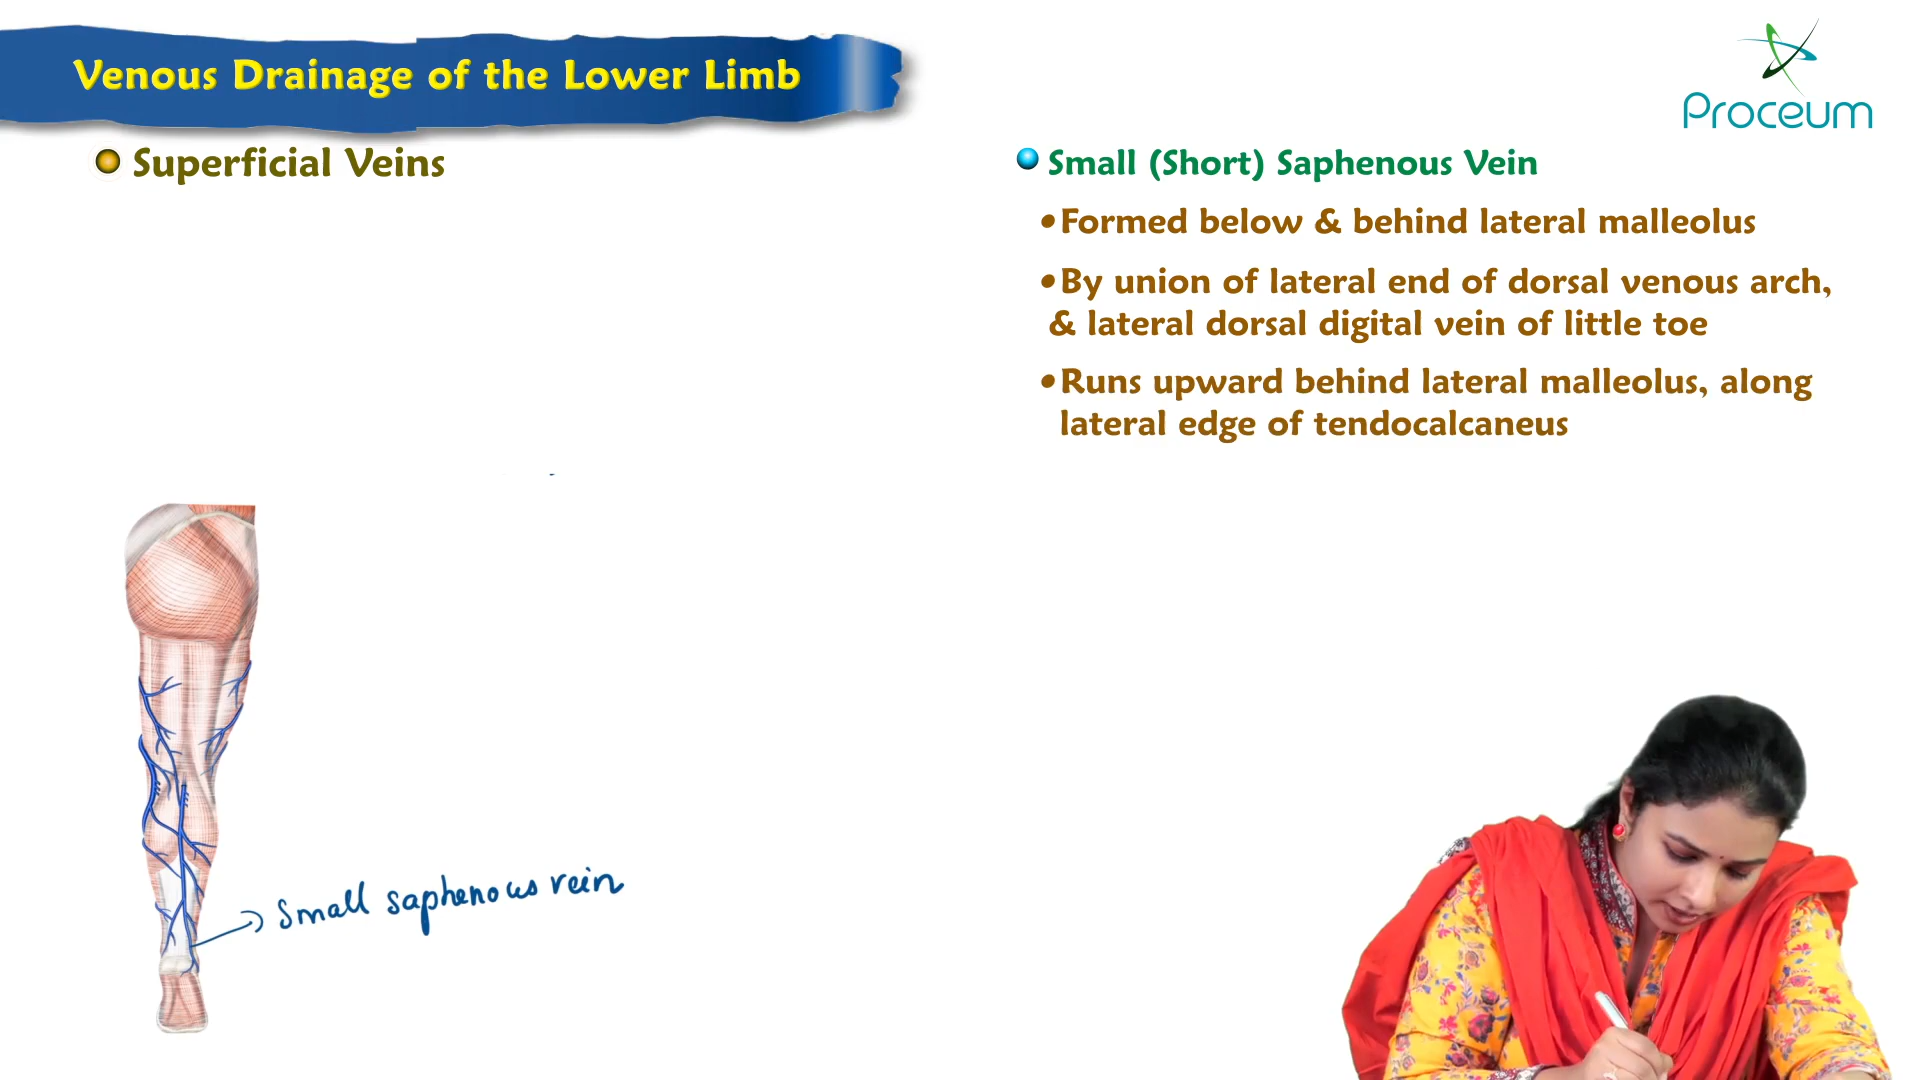 Venous Drainage of the Lower Limb
Proceum
Superficial Veins
Small (Short) Saphenous Vein
•Formed below & behind lateral malleolus
•By union of lateral end of dorsal venous arch,
& lateral dorsal digital vein of little toe
•Runs upward behind lateral malleolus, along
lateral edge of tendocalcaneus
Small saphenous vein